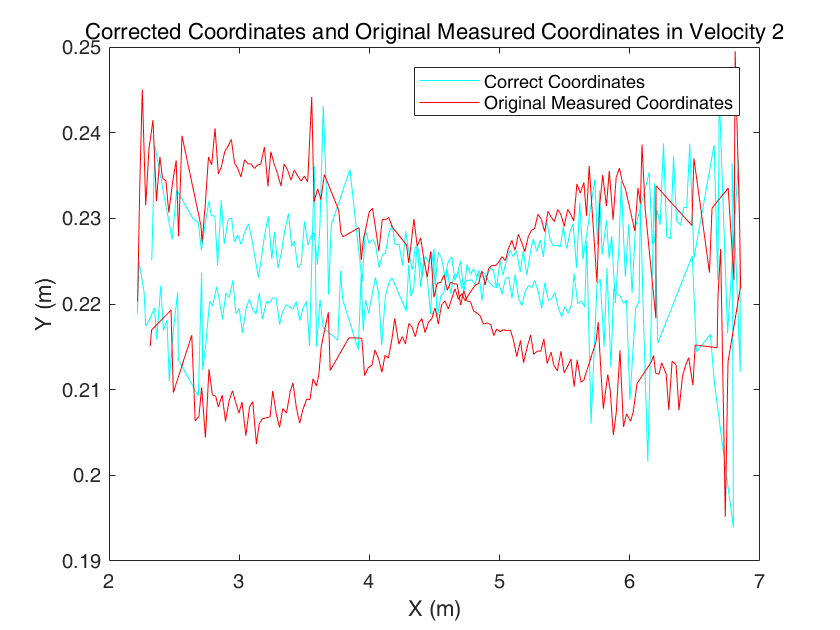 Corrected Coordinates and Original Measured Coordinates in Velocity 2
0.25
0.24
0.23
0.22
0.21
0.2
0.19
Y (m)
Correct Coordinates
Original Measured Coordinates
2 3 4 5 6 7
X (m)